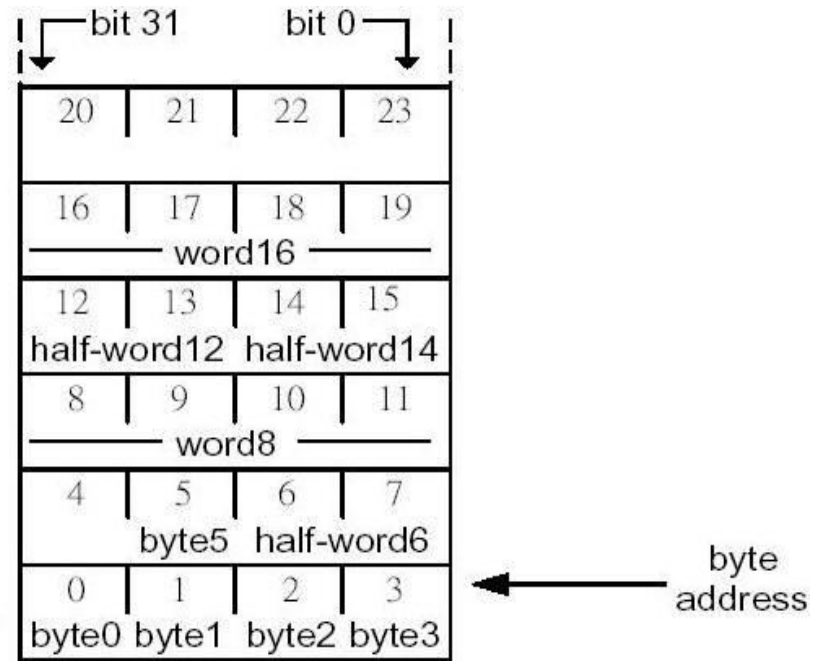 bit 31 bit 0
20 21 22 23
16 17 18 19
word16
12 13 14 15
half-word12 half-word14
8 9 10 11
word8
4 5 6 7
byte5 half-word6
0 1 2 3
byte0 byte1 byte2 byte3
byte
address